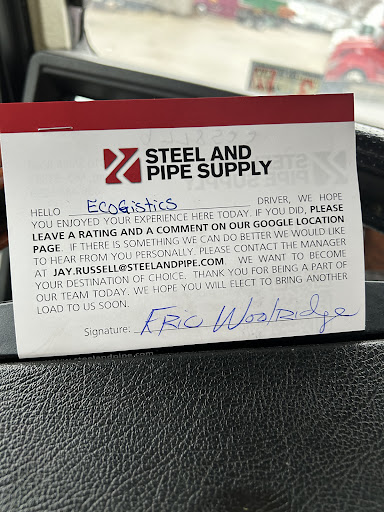 STEEL AND
PIPE SUPPLY
HELLO ECOGistics DRIVER, WE HOPE
YOU ENJOYED YOUR EXPERIENCE HERE TODAY. IF YOU DID, PLEASE
LEAVE A RATING AND A COMMENT ON OUR GOOGLE LOCATION
PAGE. IF THERE IS SOMETHING WE CAN DO BETTER WE WOULD LIKE
TO HEAR FROM YOU PERSONALLY. PLEASE CONTACT THE MANAGER
AT JAY.RUSSELL@STEELANDPIPE.COM. WE WANT TO BECOME
YOUR DESTINATION OF CHOICE. THANK YOU FOR BEING A PART OF
OUR TEAM TODAY. WE HOPE YOU WILL ELECT TO BRING ANOTHER
LOAD TO US SOON.
Signature: ERIC Woolridge
steelandpipe.com